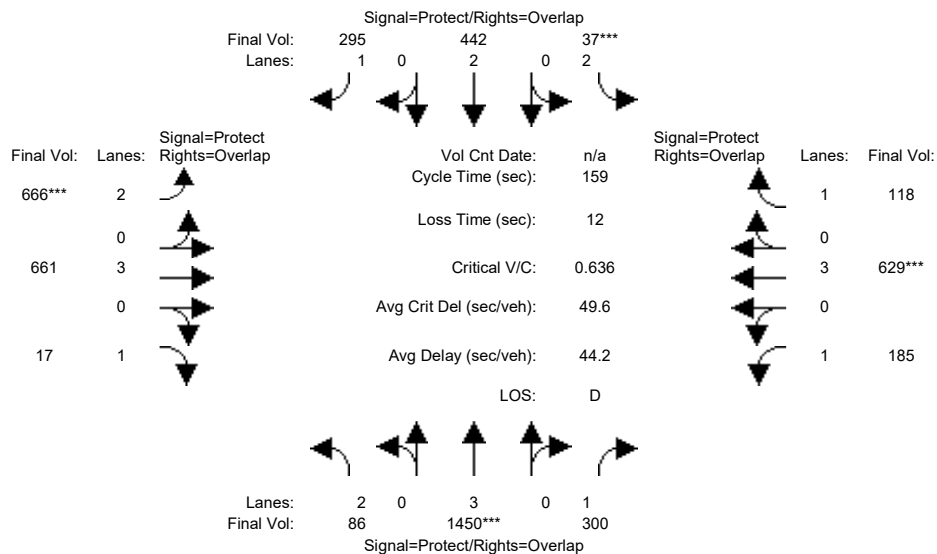 Signal=Protect/Rights=Overlap
Final Vol: 295 442 37***
Lanes: 1 0 2 0 2
Signal=Protect
Final Vol: Lanes: Rights=Overlap
Vol Cnt Date: n/a
Signal=Protect
Rights=Overlap Lanes: Final Vol:
Cycle Time (sec): 159
666*** 2
1 118
Loss Time (sec): 12
0
0
661 3
Critical V/C: 0.636
3 629***
0
Avg Crit Del (sec/veh): 49.6
0
17 1
Avg Delay (sec/veh): 44.2
1 185
LOS: D
Lanes: 2 0 3 0 1
Final Vol: 86 1450*** 300
Signal=Protect/Rights=Overlap